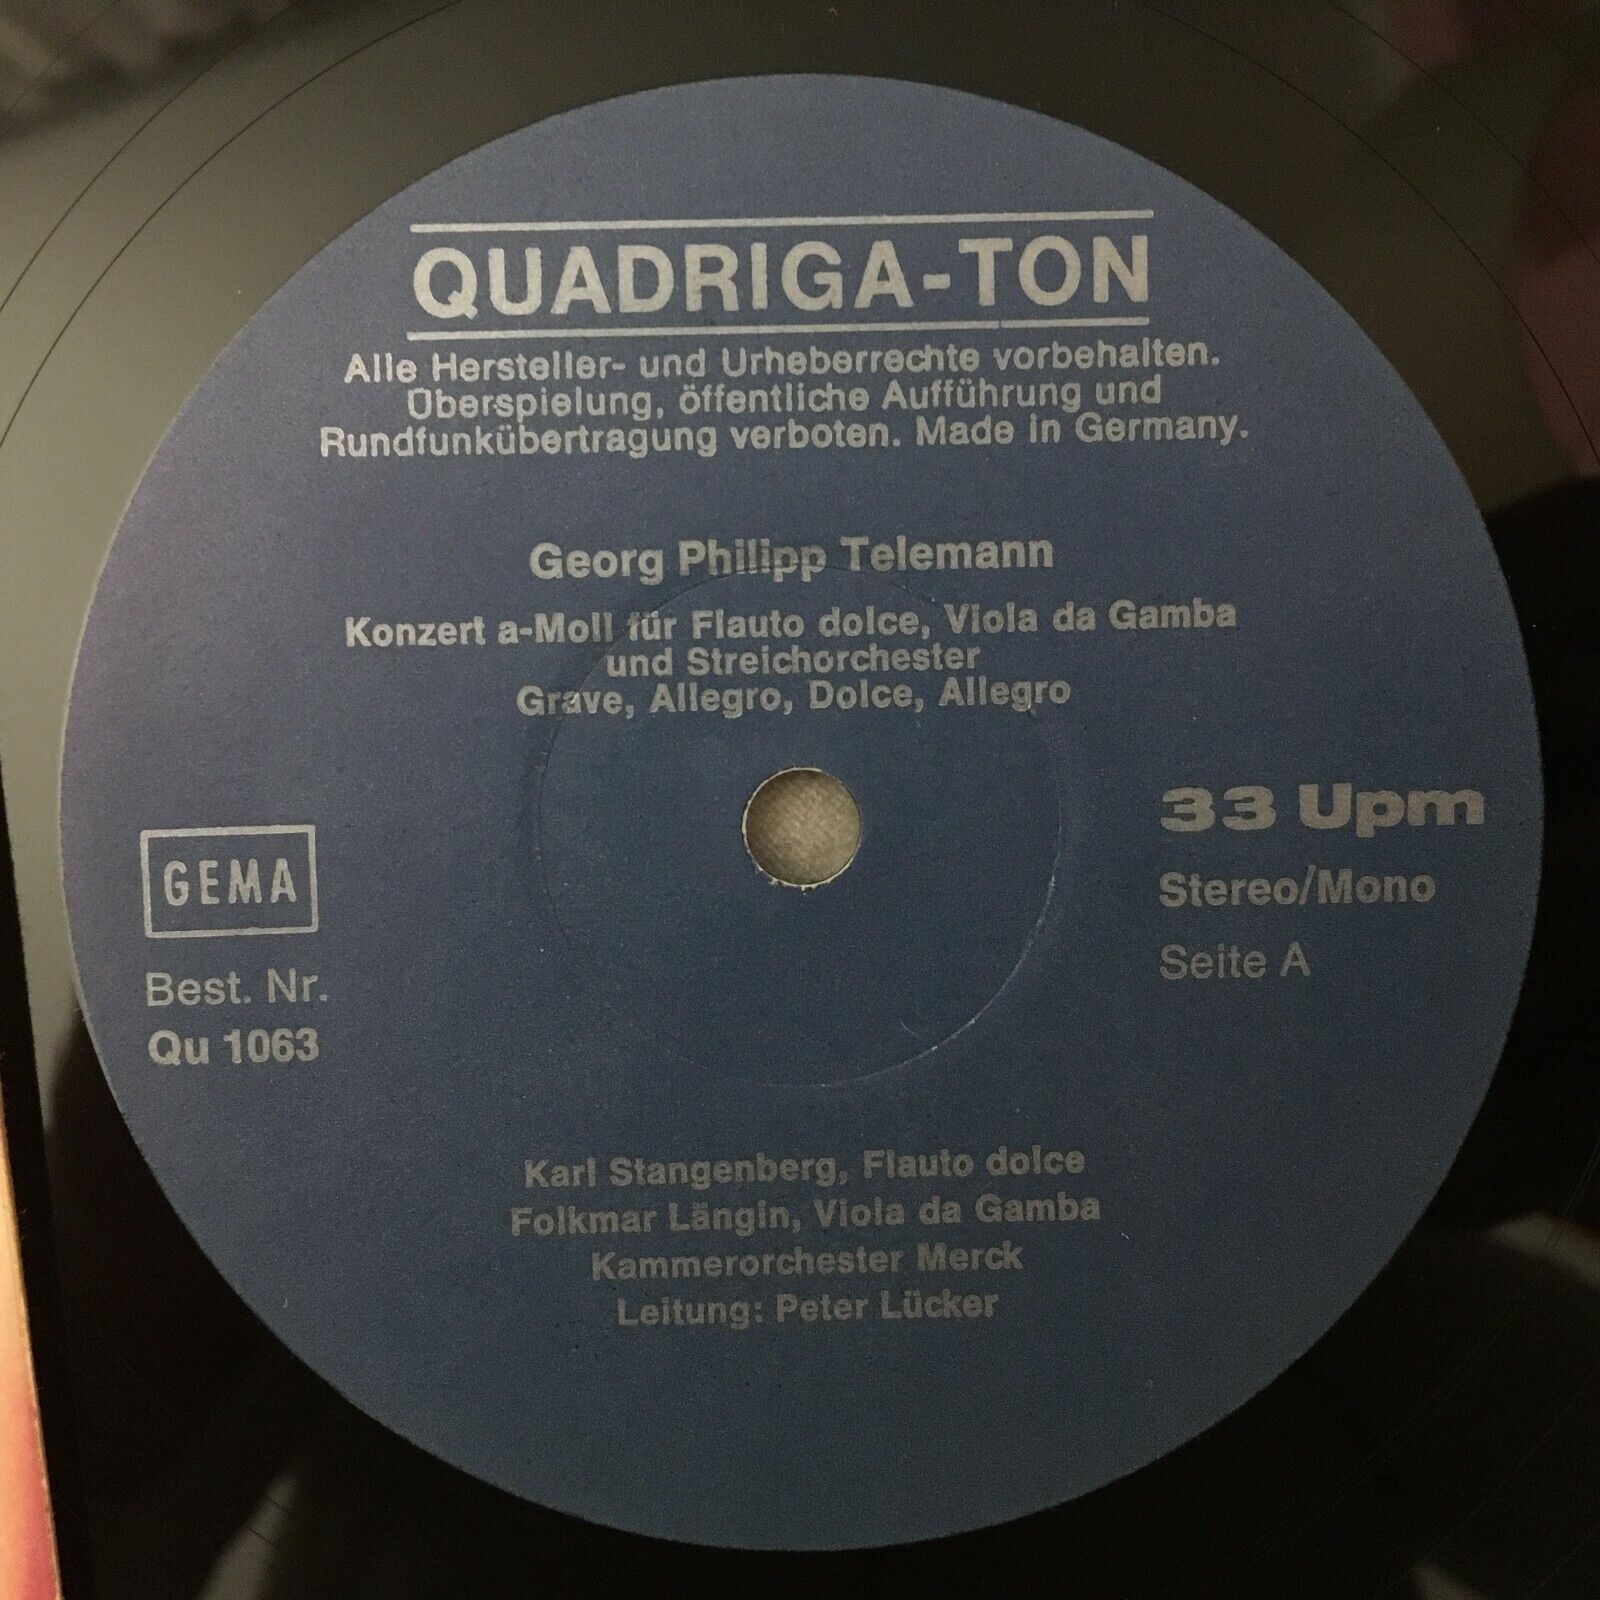 QUADRIGA-TON
Alle Hersteller- und Urheberrechte vorbehalten.
Überspielung, öffentliche Aufführung und
Rundfunkübertragung verboten. Made in Germany.
Georg Philipp Telemann
Konzert a-Moll für Flauto dolce, Viola da Gamba
und Streichorchester
Grave, Allegro, Dolce, Allegro
33 Upm
Stereo/Mono
Seite A
GEMA
Best. Nr.
Qu 1063
Karl Stangenberg, Flauto dolce
Folkmar Längin, Viola da Gamba
Kammerorchester Merck
Leitung: Peter Lücker